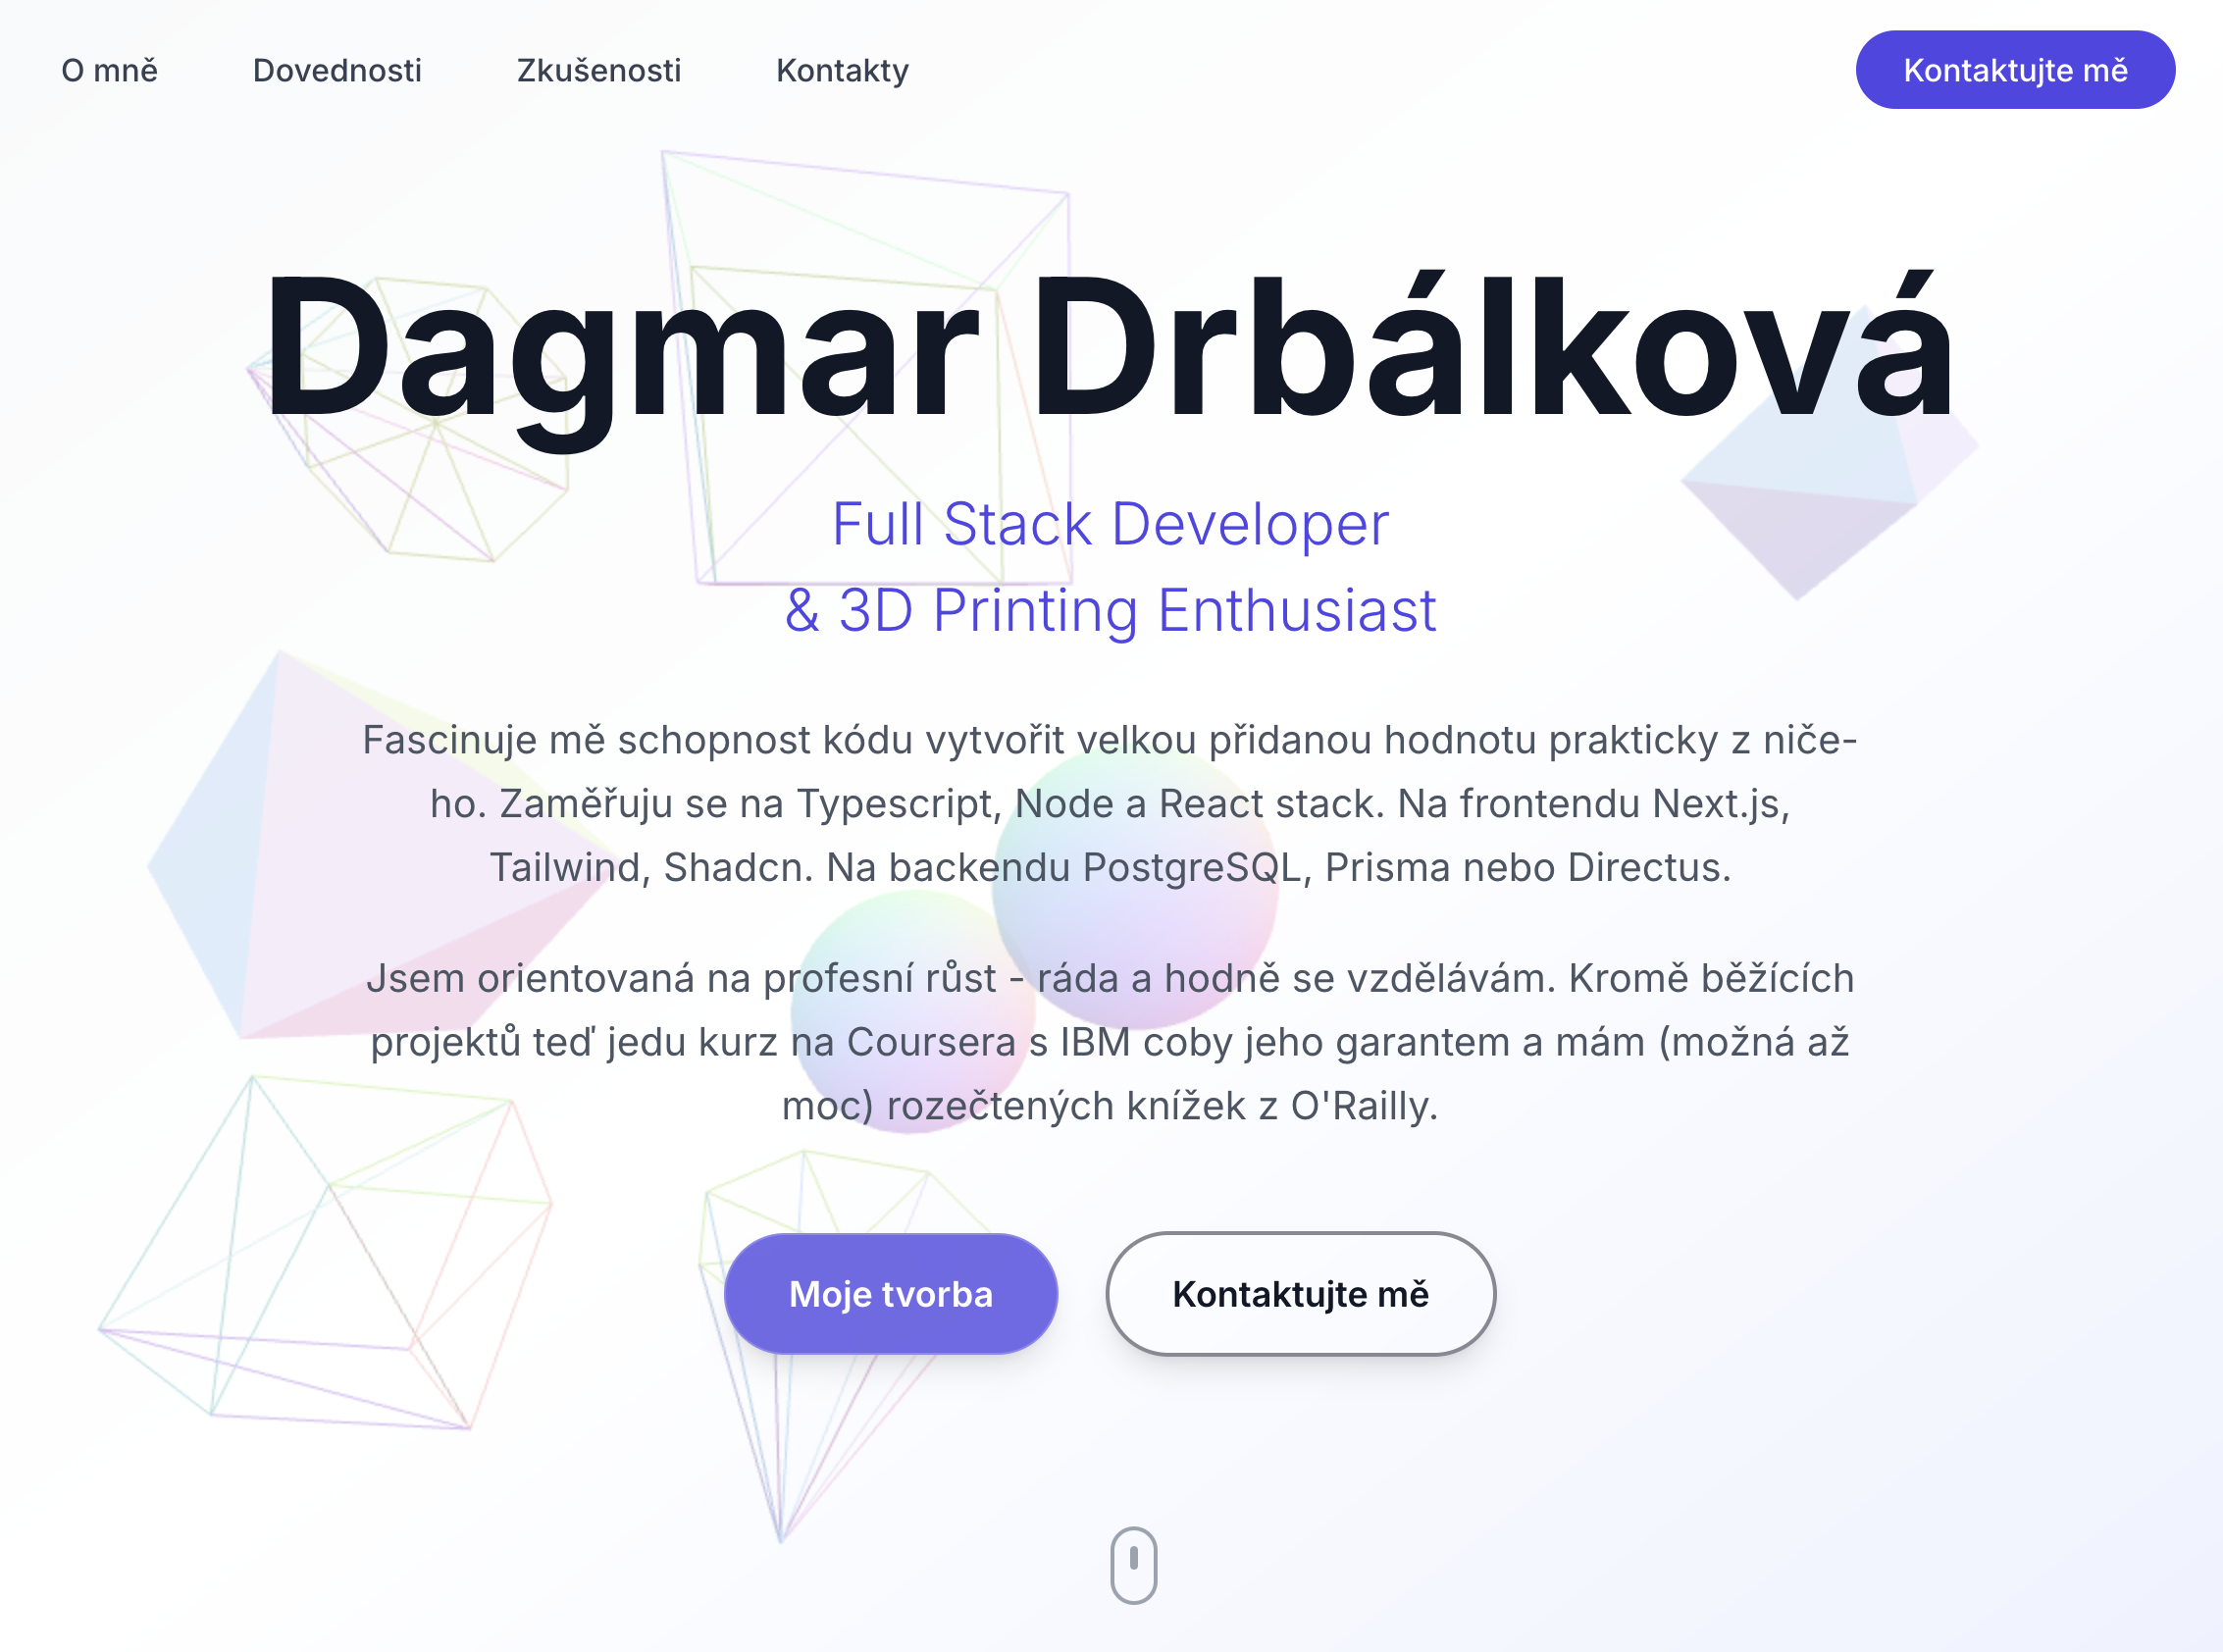 O mně
Dovednosti
Zkušenosti
Kontakty
Kontaktujte mě
Dagmar Drbálková
Full Stack Developer
& 3D Printing Enthusiast
Fascinuje mě schopnost kódu vytvořit velkou přidanou hodnotu prakticky z niče-
ho. Zaměřuju se na Typescript, Node a React stack. Na frontendu Next.js,
Tailwind, Shadcn. Na backendu PostgreSQL, Prisma nebo Directus.
Jsem orientovaná na profesní růst - ráda a hodně se vzdělávám. Kromě běžících
projektů teď jedu kurz na Coursera s IBM coby jeho garantem a mám (možná až
moc) rozečtených knížek z O'Railly.
Moje tvorba
Kontaktujte mě